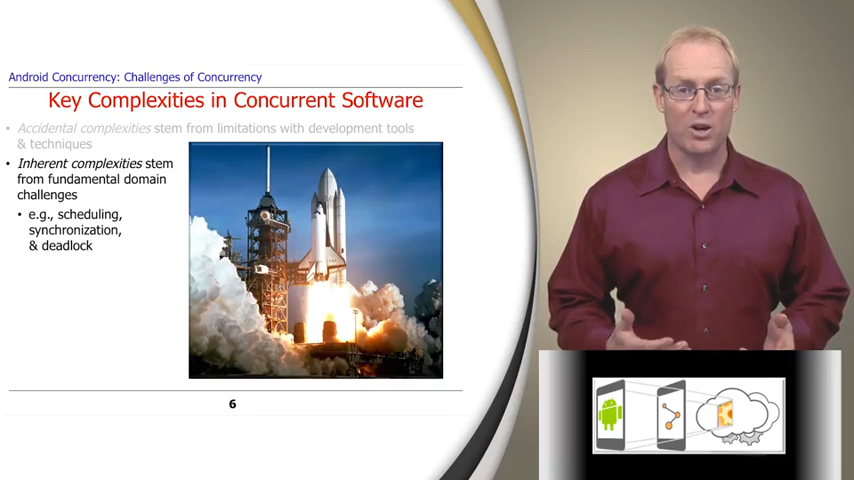 Android Concurrency: Challenges of Concurrency
Key Complexities in Concurrent Software
• Accidental complexities stem from limitations with development tools
& techniques
• Inherent complexities stem
from fundamental domain
challenges
• e.g., scheduling,
synchronization,
& deadlock
6